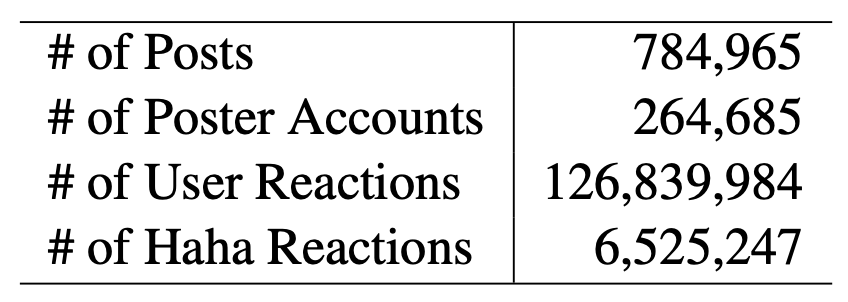 # of Posts 784,965
# of Poster Accounts 264,685
# of User Reactions 126,839,984
# of Haha Reactions 6,525,247